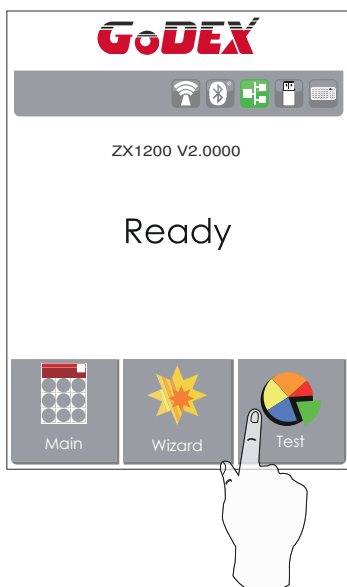 GoDEX
ZX1200 V2.0000
Ready
Main
Wizard
Test